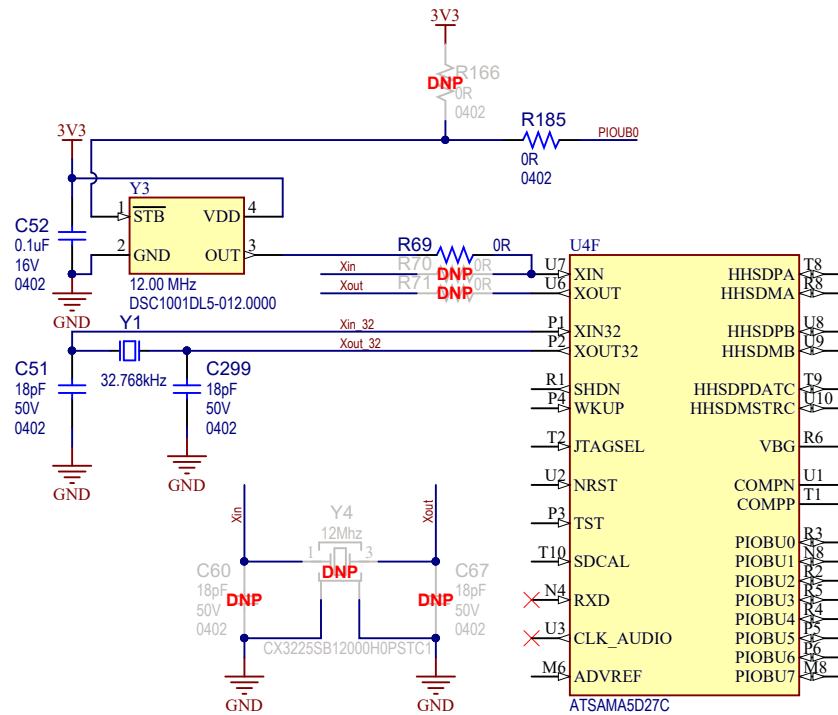 3V3
R166
DNP
0R
0402
3V3
R185
PIOUB0
0R
0402
Y3
1 STB VDD 4
2 GND OUT 3
C52
0.1uF
16V
0402
12.00 MHz
DSC1001DL5-012.0000
GND
R69 0R
Xin R70 DNP 0R
Xout R71 DNP 0R
Y1
32.768kHz
Xin_32
Xout_32
C51
18pF
50V
0402
GND
C299
18pF
50V
0402
GND
Xin
Xout
Y4
12Mhz
1 3
DNP
C60
18pF
DNP
50V
0402
C67
18pF
DNP
50V
0402
CX3225SB12000H0PSTC1
GND
GND
U4F
U7 XIN HHSDPA T8
U6 XOUT HHSDMA R8
P1 XIN32 HHSDPB U8
P2 XOUT32 HHSDMB U9
R1 SHDN HHSDPDATC T9
P4 WKUP HHSDMSTRC U10
T2 JTAGSEL VBG R6
U2 NRST COMPN U1
COMPP T1
P3 TST
PIOBU0 R3
T10 SDCAL PIOBU1 N8
PIOBU2 R2
N4 RXD PIOBU3 R5
PIOBU4 R4
U3 CLK_AUDIO PIOBU5 P5
PIOBU6 P6
M6 ADVREF PIOBU7 M8
ATSAMA5D27C